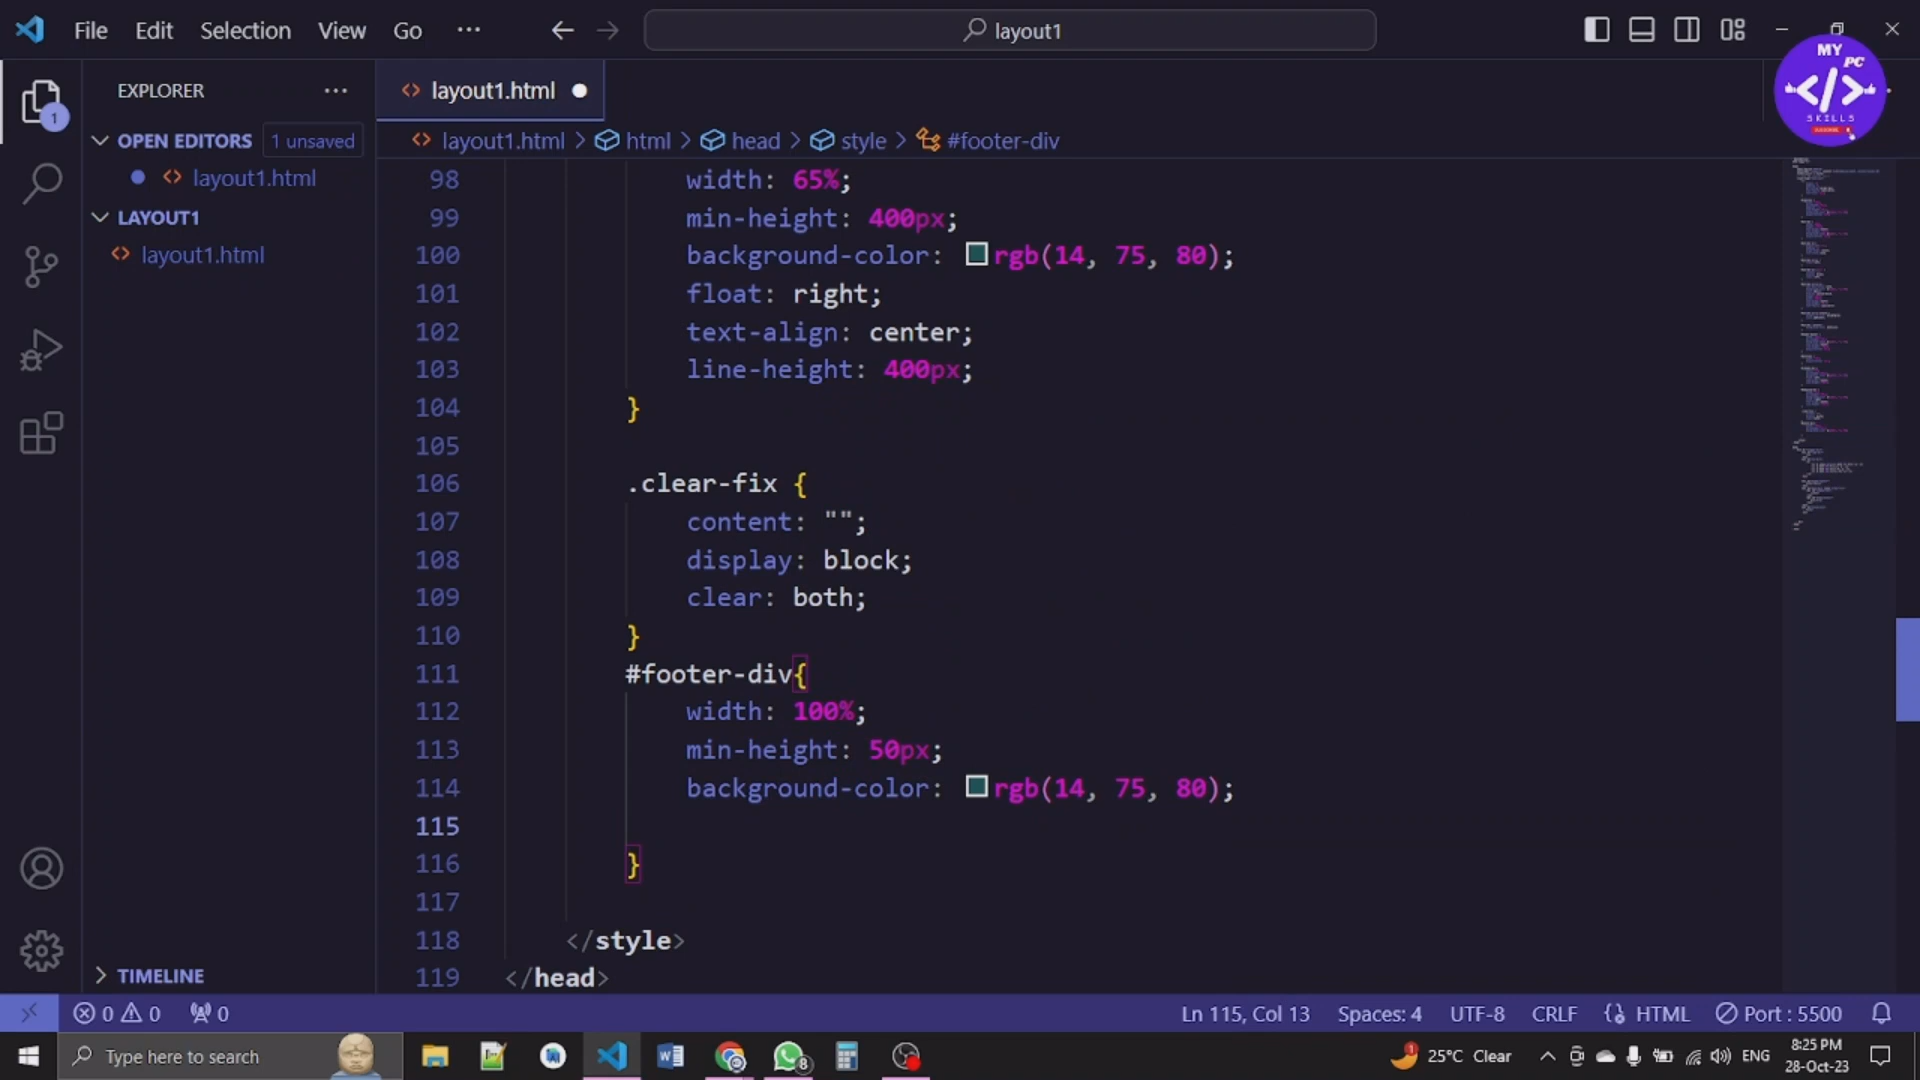 File Edit Selection View Go ··· layout1
MY PC
</>
SKILLS
EXPLORER ···
layout1.html
OPEN EDITORS 1 unsaved
layout1.html
LAYOUT1
layout1.html
TIMELINE
1
layout1.html > html > head > style > #footer-div
98 width: 65%;
99 min-height: 400px;
100 background-color: rgb(14, 75, 80);
101 float: right;
102 text-align: center;
103 line-height: 400px;
104 }
105
106 .clear-fix {
107 content: "";
108 display: block;
109 clear: both;
110 }
111 #footer-div{
112 width: 100%;
113 min-height: 50px;
114 background-color: rgb(14, 75, 80);
115
116 }
117
118 </style>
119 </head>
0 0 0 Ln 115, Col 13 Spaces: 4 UTF-8 CRLF HTML Port : 5500
Type here to search 8 1 25°C Clear ENG 8:25 PM
28-Oct-23